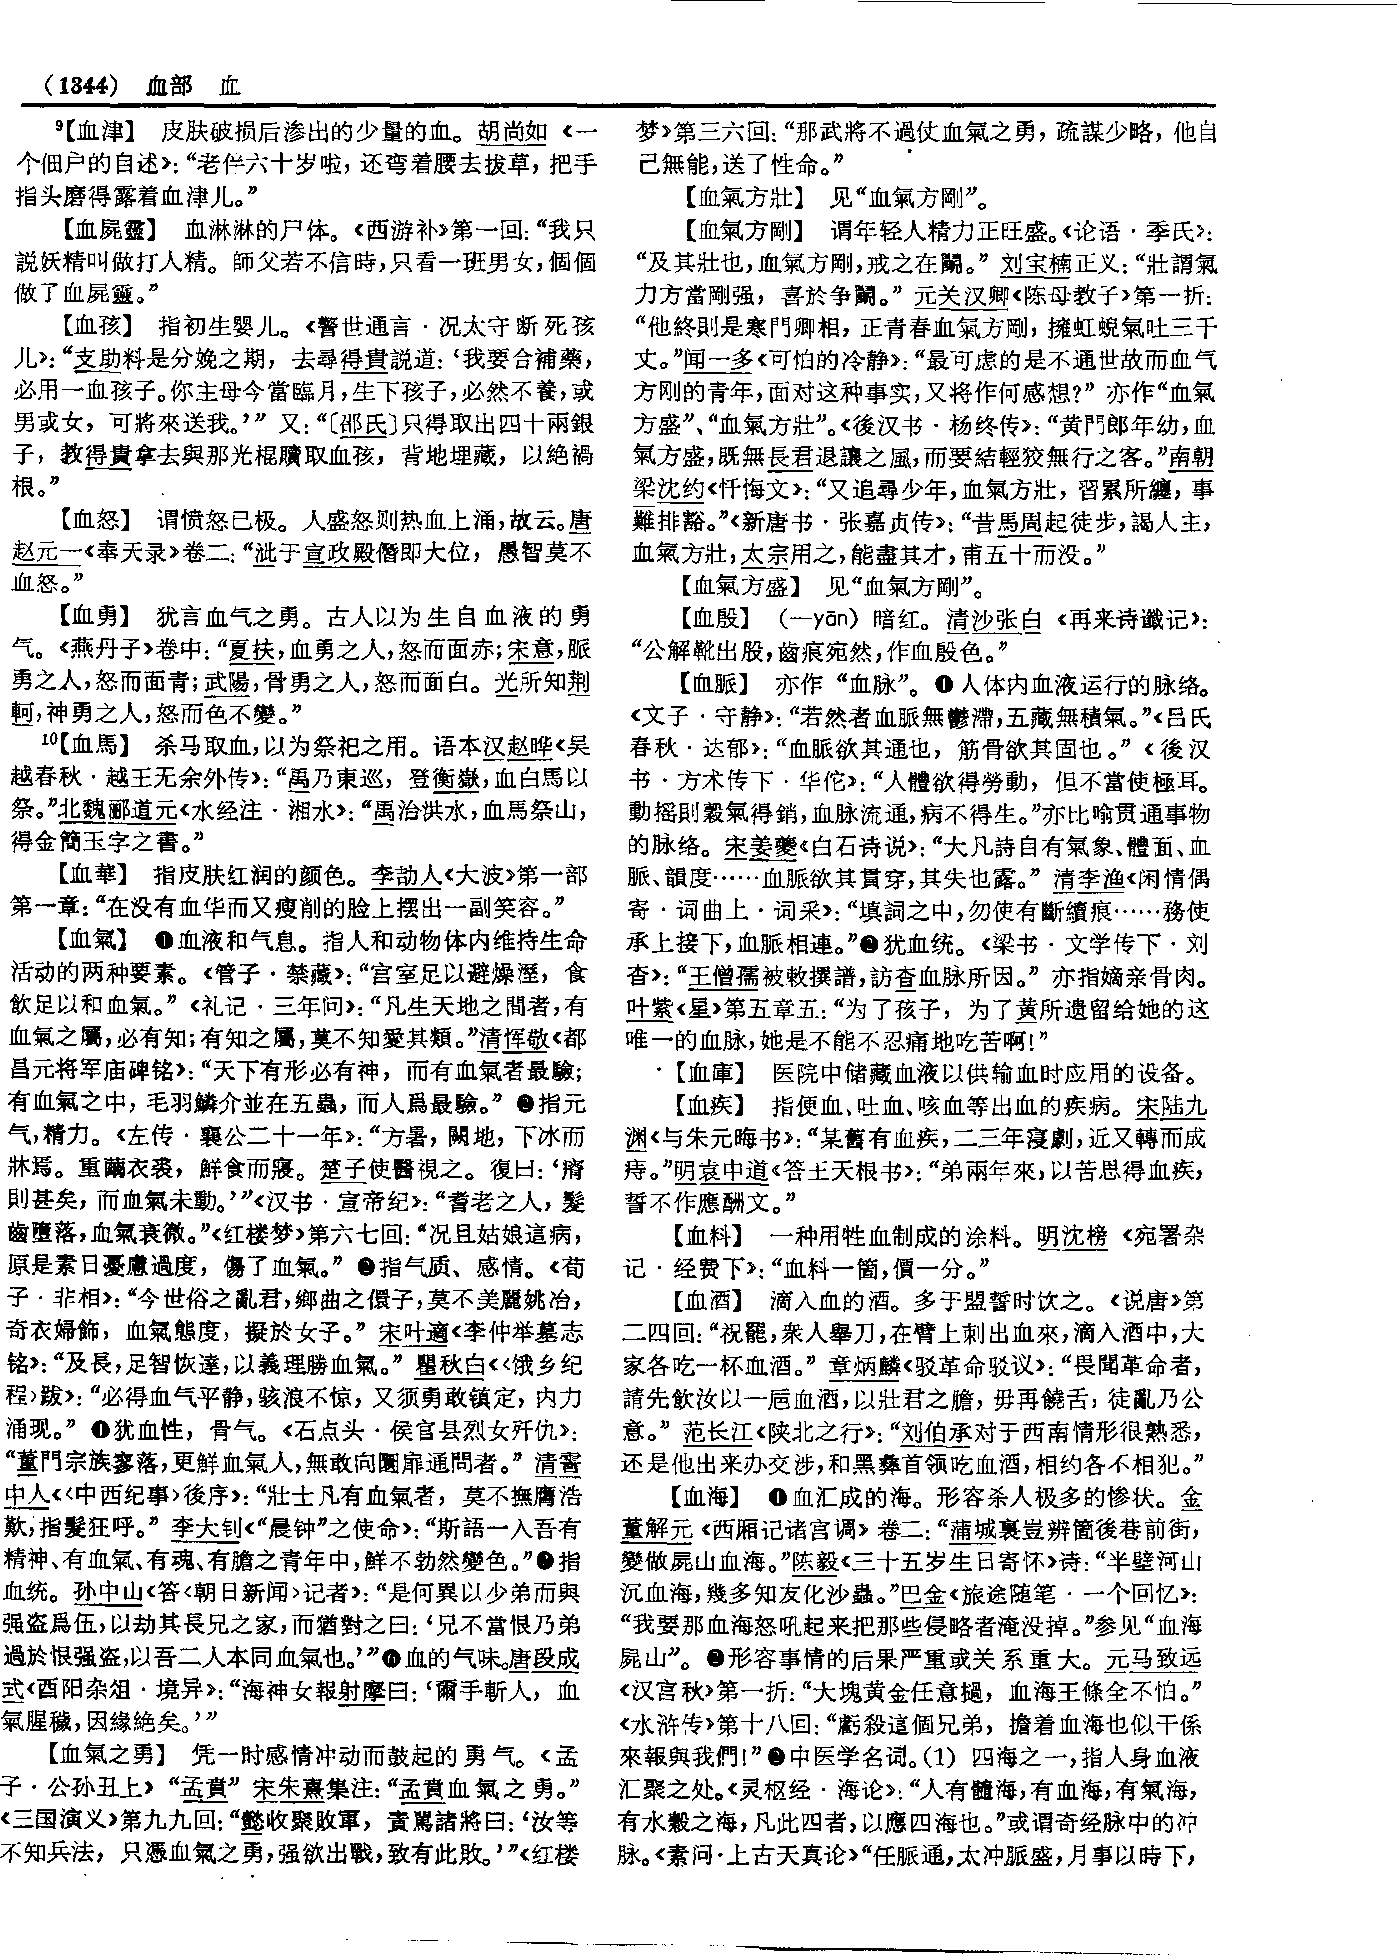 （1344） 血部 血
⁹【血津】 皮肤破损后渗出的少量的血。胡尚如《一
个佃户的自述》：“老伴六十岁啦，还弯着腰去拔草，把手
指头磨得露着血津儿。”
【血屍靈】 血淋淋的尸体。《西游补》第一回：“我只
説妖精叫做打人精。師父若不信時，只看一班男女，個個
做了血屍靈。”
【血孩】 指初生婴儿。《警世通言·况太守断死孩
儿》：“支助料是分娩之期，去尋得貴説道：‘我要合補藥，
必用一血孩子。你主母今當臨月，生下孩子，必然不養，或
男或女，可將來送我。’”又：“〔邵氏〕只得取出四十兩銀
子，教得貴拿去與那光棍贖取血孩，背地埋藏，以絶禍
根。”
【血怒】 谓愤怒已极。人盛怒则热血上涌，故云。唐
赵元一《奉天录》卷二：“泚于宣政殿僭即大位，愚智莫不
血怒。”
【血勇】 犹言血气之勇。古人以为生自血液的勇
气。《燕丹子》卷中：“夏扶，血勇之人，怒而面赤；宋意，脈
勇之人，怒而面青；武陽，骨勇之人，怒而面白。光所知荆
軻，神勇之人，怒而色不變。”
¹⁰【血馬】 杀马取血，以为祭祀之用。语本汉赵晔《吴
越春秋·越王无余外传》：“禹乃東巡，登衡嶽，血白馬以
祭。”北魏郦道元《水经注·湘水》：“禹治洪水，血馬祭山，
得金簡玉字之書。”
【血華】 指皮肤红润的颜色。李劼人《大波》第一部
第一章：“在没有血华而又瘦削的脸上摆出一副笑容。”
【血氣】 ❶血液和气息。指人和动物体内维持生命
活动的两种要素。《管子·禁藏》：“宫室足以避燥溼，食
飲足以和血氣。”《礼记·三年问》：“凡生天地之間者，有
血氣之屬，必有知；有知之屬，莫不知愛其類。”清恽敬《都
昌元将军庙碑铭》：“天下有形必有神，而有血氣者最驗；
有血氣之中，毛羽鱗介並在五蟲，而人爲最驗。”❷指元
气，精力。《左传·襄公二十一年》：“方暑，闕地，下冰而
牀焉。重繭衣裘，鮮食而寢。楚子使醫視之。復曰：‘瘠
則甚矣，而血氣未動。’”《汉书·宣帝纪》：“耆老之人，髮
齒墮落，血氣衰微。”《红楼梦》第六七回：“况且姑娘這病，
原是素日憂慮過度，傷了血氣。”❸指气质、感情。《荀
子·非相》：“今世俗之亂君，鄉曲之儇子，莫不美麗姚冶，
奇衣婦飾，血氣態度，擬於女子。”宋叶適《李仲举墓志
铭》：“及長，足智恢達，以義理勝血氣。”瞿秋白《〈饿乡纪
程〉跋》：“必得血气平静，骇浪不惊，又须勇敢镇定，内力
涌现。”❹犹血性，骨气。《石点头·侯官县烈女歼仇》：
“董門宗族寥落，更鮮血氣人，無敢向圜扉通問者。”清霅
中人《〈中西纪事〉後序》：“壯士凡有血氣者，莫不撫膺浩
歎，指髮狂呼。”李大钊《“晨钟”之使命》：“斯語一入吾有
精神、有血氣、有魂、有膽之青年中，鮮不勃然變色。”❺指
血统。孙中山《答〈朝日新闻〉记者》：“是何異以少弟而與
强盗爲伍，以劫其長兄之家，而猶對之曰：‘兄不當恨乃弟
過於恨强盗，以吾二人本同血氣也。’”❻血的气味。唐段成
式《酉阳杂俎·境异》：“海神女報射摩曰：‘爾手斬人，血
氣腥穢，因緣絶矣。’”
【血氣之勇】 凭一时感情冲动而鼓起的勇气。《孟
子·公孙丑上》“孟賁”宋朱熹集注：“孟賁血氣之勇。”
《三国演义》第九九回：“懿收聚敗軍，責駡諸將曰：‘汝等
不知兵法，只憑血氣之勇，强欲出戰，致有此敗。’”《红楼
梦》第三六回：“那武將不過仗血氣之勇，疏謀少略，他自
己無能，送了性命。”
【血氣方壯】 见“血氣方剛”。
【血氣方剛】 谓年轻人精力正旺盛。《论语·季氏》：
“及其壯也，血氣方剛，戒之在鬭。”刘宝楠正义：“壯謂氣
力方當剛强，喜於争鬭。”元关汉卿《陈母教子》第一折：
“他終則是寒門卿相，正青春血氣方剛，擁虹蜺氣吐三千
丈。”闻一多《可怕的冷静》：“最可虑的是不通世故而血气
方刚的青年，面对这种事实，又将作何感想？”亦作“血氣
方盛”、“血氣方壯”。《後汉书·杨终传》：“黄門郎年幼，血
氣方盛，既無長君退讓之風，而要結輕狡無行之客。”南朝
梁沈约《忏悔文》：“又追尋少年，血氣方壯，習累所纏，事
難排豁。”《新唐书·张嘉贞传》：“昔馬周起徒步，謁人主，
血氣方壯，太宗用之，能盡其才，甫五十而没。”
【血氣方盛】 见“血氣方剛”。
【血殷】 （—yān）暗红。清沙张白《再来诗谶记》：
“公解靴出股，齒痕宛然，作血殷色。”
【血脈】 亦作“血脉”。❶人体内血液运行的脉络。
《文子·守静》：“若然者血脈無鬱滯，五藏無積氣。”《吕氏
春秋·达郁》：“血脈欲其通也，筋骨欲其固也。”《後汉
书·方术传下·华佗》：“人體欲得勞動，但不當使極耳。
動揺則穀氣得銷，血脉流通，病不得生。”亦比喻贯通事物
的脉络。宋姜夔《白石诗说》：“大凡詩自有氣象、體面、血
脈、韻度……血脈欲其貫穿，其失也露。”清李渔《闲情偶
寄·词曲上·词采》：“填詞之中，勿使有斷續痕……務使
承上接下，血脈相連。”❷犹血统。《梁书·文学传下·刘
杳》：“王僧孺被敕撰譜，訪杳血脉所因。”亦指嫡亲骨肉。
叶紫《星》第五章五：“为了孩子，为了黄所遗留给她的这
唯一的血脉，她是不能不忍痛地吃苦啊！”
【血庫】 医院中储藏血液以供输血时应用的设备。
【血疾】 指便血、吐血、咳血等出血的疾病。宋陆九
渊《与朱元晦书》：“某舊有血疾，二三年寖劇，近又轉而成
痔。”明袁中道《答王天根书》：“弟兩年來，以苦思得血疾，
誓不作應酬文。”
【血料】 一种用牲血制成的涂料。明沈榜《宛署杂
记·经费下》：“血料一箇，價一分。”
【血酒】 滴入血的酒。多于盟誓时饮之。《说唐》第
二四回：“祝罷，衆人舉刀，在臂上刺出血來，滴入酒中，大
家各吃一杯血酒。”章炳麟《驳革命驳议》：“畏聞革命者，
請先飲汝以一巵血酒，以壯君之膽，毋再饒舌，徒亂乃公
意。”范长江《陕北之行》：“刘伯承对于西南情形很熟悉，
还是他出来办交涉，和黑彝首领吃血酒，相约各不相犯。”
【血海】 ❶血汇成的海。形容杀人极多的惨状。金
董解元《西厢记诸宫调》卷二：“蒲城裏豈辨箇後巷前街，
變做屍山血海。”陈毅《三十五岁生日寄怀》诗：“半壁河山
沉血海，幾多知友化沙蟲。”巴金《旅途随笔·一个回忆》：
“我要那血海怒吼起来把那些侵略者淹没掉。”参见“血海
屍山”。❷形容事情的后果严重或关系重大。元马致远
《汉宫秋》第一折：“大塊黄金任意撾，血海王條全不怕。”
《水浒传》第十八回：“虧殺這個兄弟，擔着血海也似干係
來報與我們！”❸中医学名词。（1）四海之一，指人身血液
汇聚之处。《灵枢经·海论》：“人有髓海，有血海，有氣海，
有水穀之海，凡此四者，以應四海也。”或谓奇经脉中的冲
脉。《素问·上古天真论》“任脈通，太冲脈盛，月事以時下，